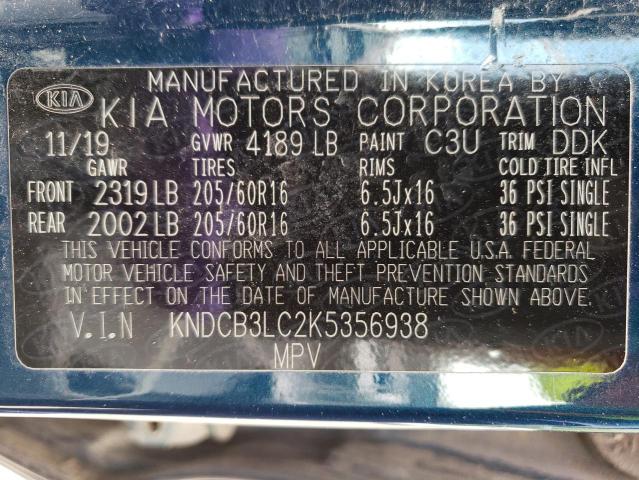 MANUFACTURED IN KOREA BY
KIA KIA MOTORS CORPORATION
11/19 GVWR 4189 LB PAINT C3U TRIM DDK
GAWR TIRES RIMS COLD TIRE INFL
FRONT 2319 LB 205/60R16 6.5Jx16 36 PSI SINGLE
REAR 2002 LB 205/60R16 6.5Jx16 36 PSI SINGLE
THIS VEHICLE CONFORMS TO ALL APPLICABLE U.S.A. FEDERAL
MOTOR VEHICLE SAFETY AND THEFT PREVENTION STANDARDS
IN EFFECT ON THE DATE OF MANUFACTURE SHOWN ABOVE.
V.I.N KNDCB3LC2K5356938
MPV